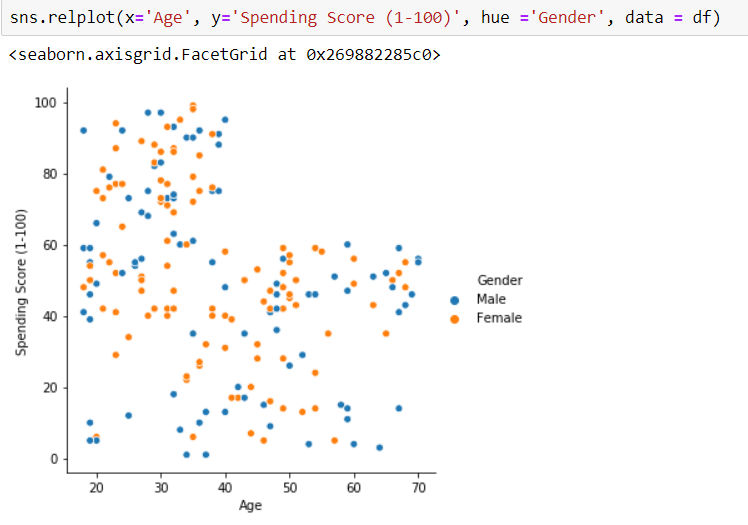 sns.relplot(x='Age', y='Spending Score (1-100)', hue ='Gender', data = df)
<seaborn.axisgrid.FacetGrid at 0x269882285c0>
100
80
60
40
20
0
Spending Score (1-100)
20 30 40 50 60 70
Age
Gender
Male
Female